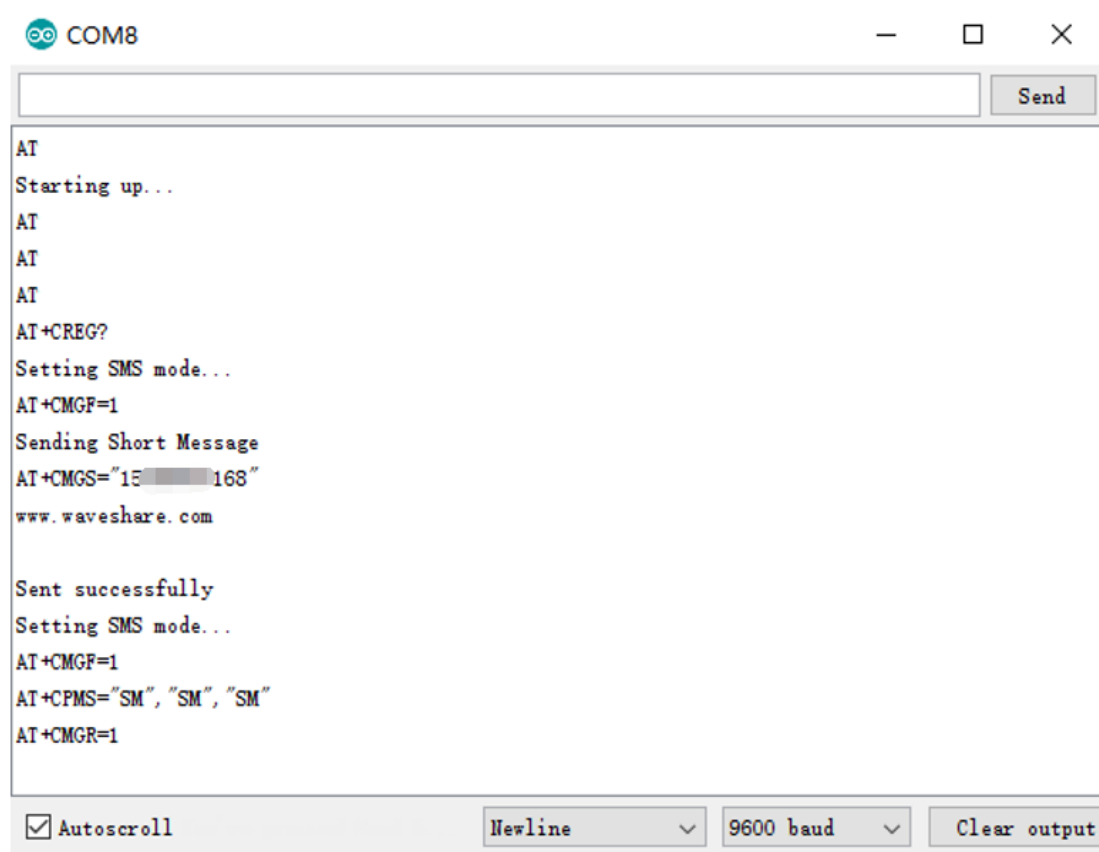 COM8
Send
AT
Starting up...
AT
AT
AT
AT+CREG?
Setting SMS mode...
AT+CMGF=1
Sending Short Message
AT+CMGS="15 168"
www.waveshare.com
Sent successfully
Setting SMS mode...
AT+CMGF=1
AT+CPMS="SM","SM","SM"
AT+CMGR=1
Autoscroll
Newline
9600 baud
Clear output